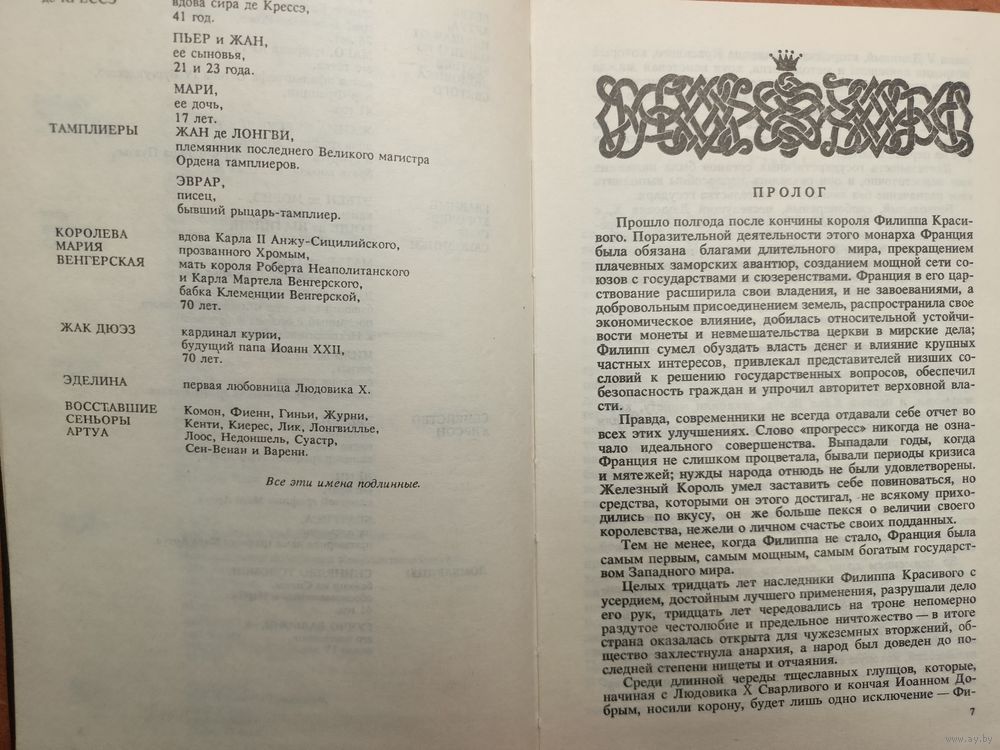 де КРЕССЭ
вдова сира де Крессэ,
41 год.
ПЬЕР и ЖАН,
ее сыновья,
21 и 23 года.
МАРИ,
ее дочь,
17 лет.
ТАМПЛИЕРЫ
ЖАН де ЛОНГВИ,
племянник последнего Великого магистра
Ордена тамплиеров.
ЭВРАР,
писец,
бывший рыцарь-тамплиер.
КОРОЛЕВА
МАРИЯ
ВЕНГЕРСКАЯ
вдова Карла II Анжу-Сицилийского,
прозванного Хромым,
мать короля Роберта Неаполитанского
и Карла Мартела Венгерского,
бабка Клеменции Венгерской,
70 лет.
ЖАК ДЮЭЗ
кардинал курии,
будущий папа Иоанн XXII,
70 лет.
ЭДЕЛИНА
первая любовница Людовика X.
ВОССТАВШИЕ
СЕНЬОРЫ
АРТУА
Комон, Фиенн, Гиньи, Журни,
Кенти, Киерес, Лик, Лонгвиллье,
Лоос, Недоншель, Суастр,
Сен-Венан и Варенн.
Все эти имена подлинные.
ПРОЛОГ
Прошло полгода после кончины короля Филиппа Краси-
вого. Поразительной деятельности этого монарха Франция
была обязана благами длительного мира, прекращением
плачевных заморских авантюр, созданием мощной сети со-
юзов с государствами и сюзеренствами. Франция в его цар-
ствование расширила свои владения, и не завоеваниями, а
добровольным присоединением земель, распространила свое
экономическое влияние, добилась относительной устойчи-
вости монеты и невмешательства церкви в мирские дела;
Филипп сумел обуздать власть денег и влияние крупных
частных интересов, привлекал представителей низших со-
словий к решению государственных вопросов, обеспечил
безопасность граждан и упрочил авторитет верховной вла-
сти.
Правда, современники не всегда отдавали себе отчет во
всех этих улучшениях. Слово «прогресс» никогда не озна-
чало идеального совершенства. Выпадали годы, когда
Франция не слишком процветала, бывали периоды кризиса
и мятежей; нужды народа отнюдь не были удовлетворены.
Железный Король умел заставить себе повиноваться, но
средства, которыми он этого достигал, не всякому прихо-
дились по вкусу, он же больше пекся о величии своего
королевства, нежели о личном счастье своих подданных.
Тем не менее, когда Филиппа не стало, Франция была
самым первым, самым мощным, самым богатым государст-
вом Западного мира.
Целых тридцать лет наследники Филиппа Красивого с
усердием, достойным лучшего применения, разрушали дело
его рук, тридцать лет чередовались на троне непомерно
раздутое честолюбие и предельное ничтожество — в итоге
страна оказалась открыта для чужеземных вторжений, об-
щество захлестнула анархия, а народ был доведен до по-
следней степени нищеты и отчаяния.
Среди длинной череды тщеславных глупцов, которые,
начиная с Людовика X Сварливого и кончая Иоанном До-
брым, носили корону, будет лишь одно исключение — Фи-
7
www.ay.by